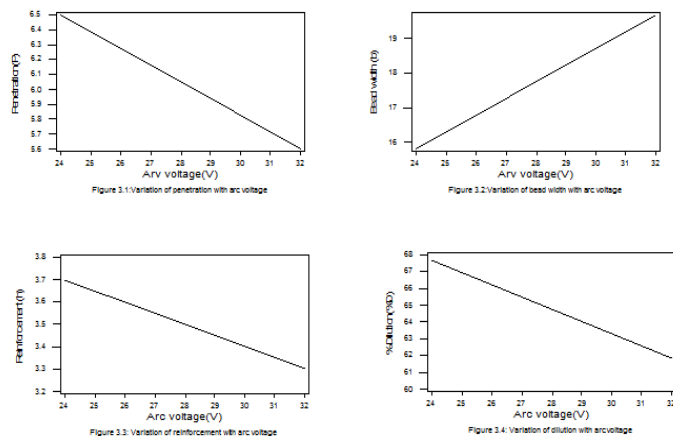 6.5
6.4
6.3
6.2
6.1
6.0
5.9
5.8
5.7
5.6
Penetration(P)
24 25 26 27 28 29 30 31 32
Arv voltage(V)
Figure 3.1:Variation of penetration with arc voltage
19
18
17
16
Bead width (b)
24 25 26 27 28 29 30 31 32
Arv voltage(V)
Figure 3.2:Variation of bead width with arc voltage
3.8
3.7
3.6
3.5
3.4
3.3
3.2
Reinforcement(H)
24 25 26 27 28 29 30 31 32
Arc voltage(V)
Figure 3.3: Variation of reinforcement with arc voltage
68
67
66
65
64
63
62
61
60
%Dilution(%D)
24 25 26 27 28 29 30 31 32
Arc voltage(V)
Figure 3.4: Variation of dilution with arcvoltage